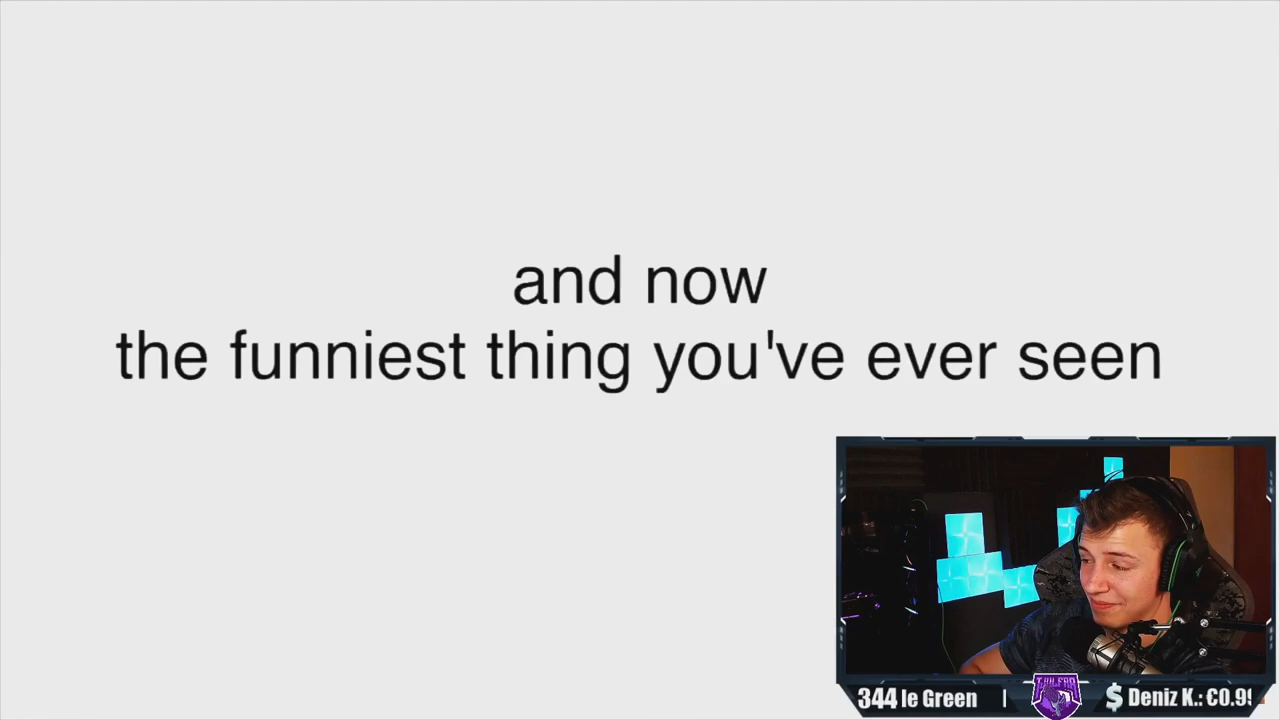 and now
the funniest thing you've ever seen
344 le Green
$ Deniz K.: €0.9